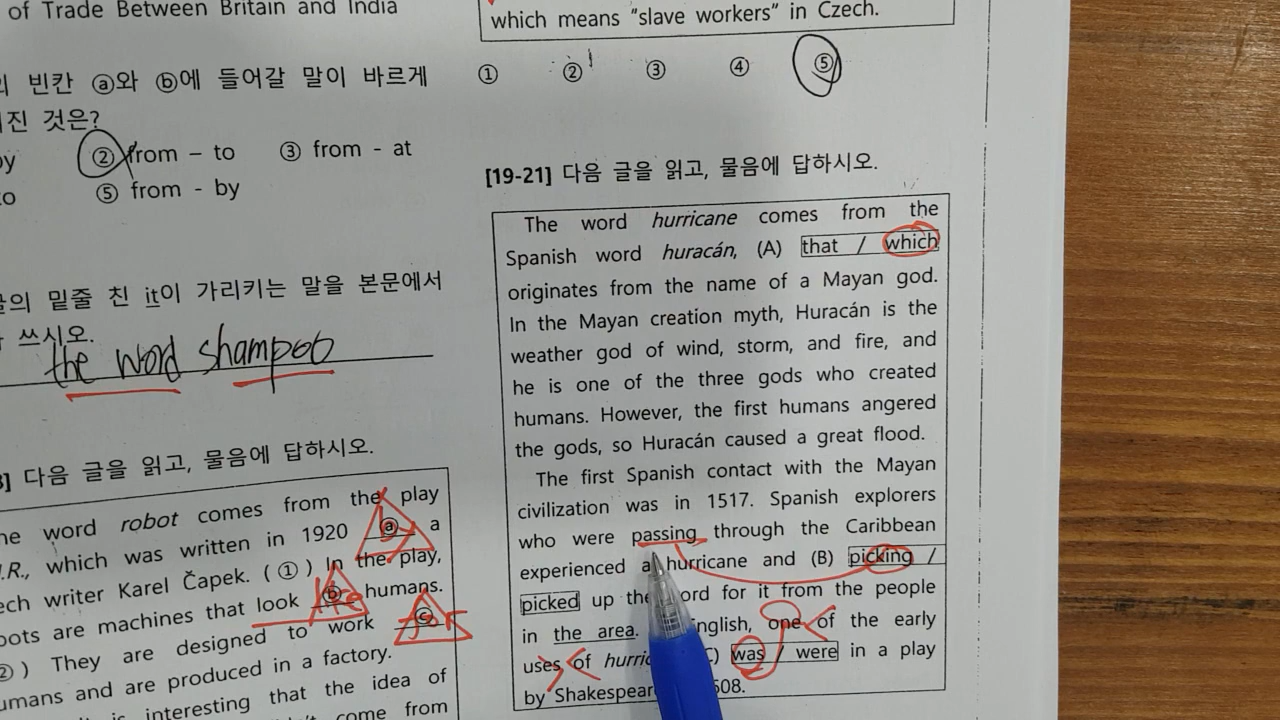 of Trade Between Britain and India
빈칸 ⓐ와 ⓑ에 들어갈 말이 바르게
것은?
② from – to ③ from - at
⑤ from - by
밑줄 친 it이 가리키는 말을 본문에서
쓰시오.
the word shampoo
다음 글을 읽고, 물음에 답하시오.
word robot comes from the play
which was written in 1920 ⓐ a
writer Karel Čapek. ( ① ) In the play,
are machines that look ⓑ humans.
They are designed to work ⓒ for
and are produced in a factory.
is interesting that the idea of
come from
which means "slave workers" in Czech.
① ② ③ ④ ⑤
[19-21] 다음 글을 읽고, 물음에 답하시오.
The word hurricane comes from the
Spanish word huracán, (A) that / which
originates from the name of a Mayan god.
In the Mayan creation myth, Huracán is the
weather god of wind, storm, and fire, and
he is one of the three gods who created
humans. However, the first humans angered
the gods, so Huracán caused a great flood.
The first Spanish contact with the Mayan
civilization was in 1517. Spanish explorers
who were passing through the Caribbean
experienced a hurricane and (B) picking /
picked up for it from the people
in the area. one of the early
uses of was / were in a play
by